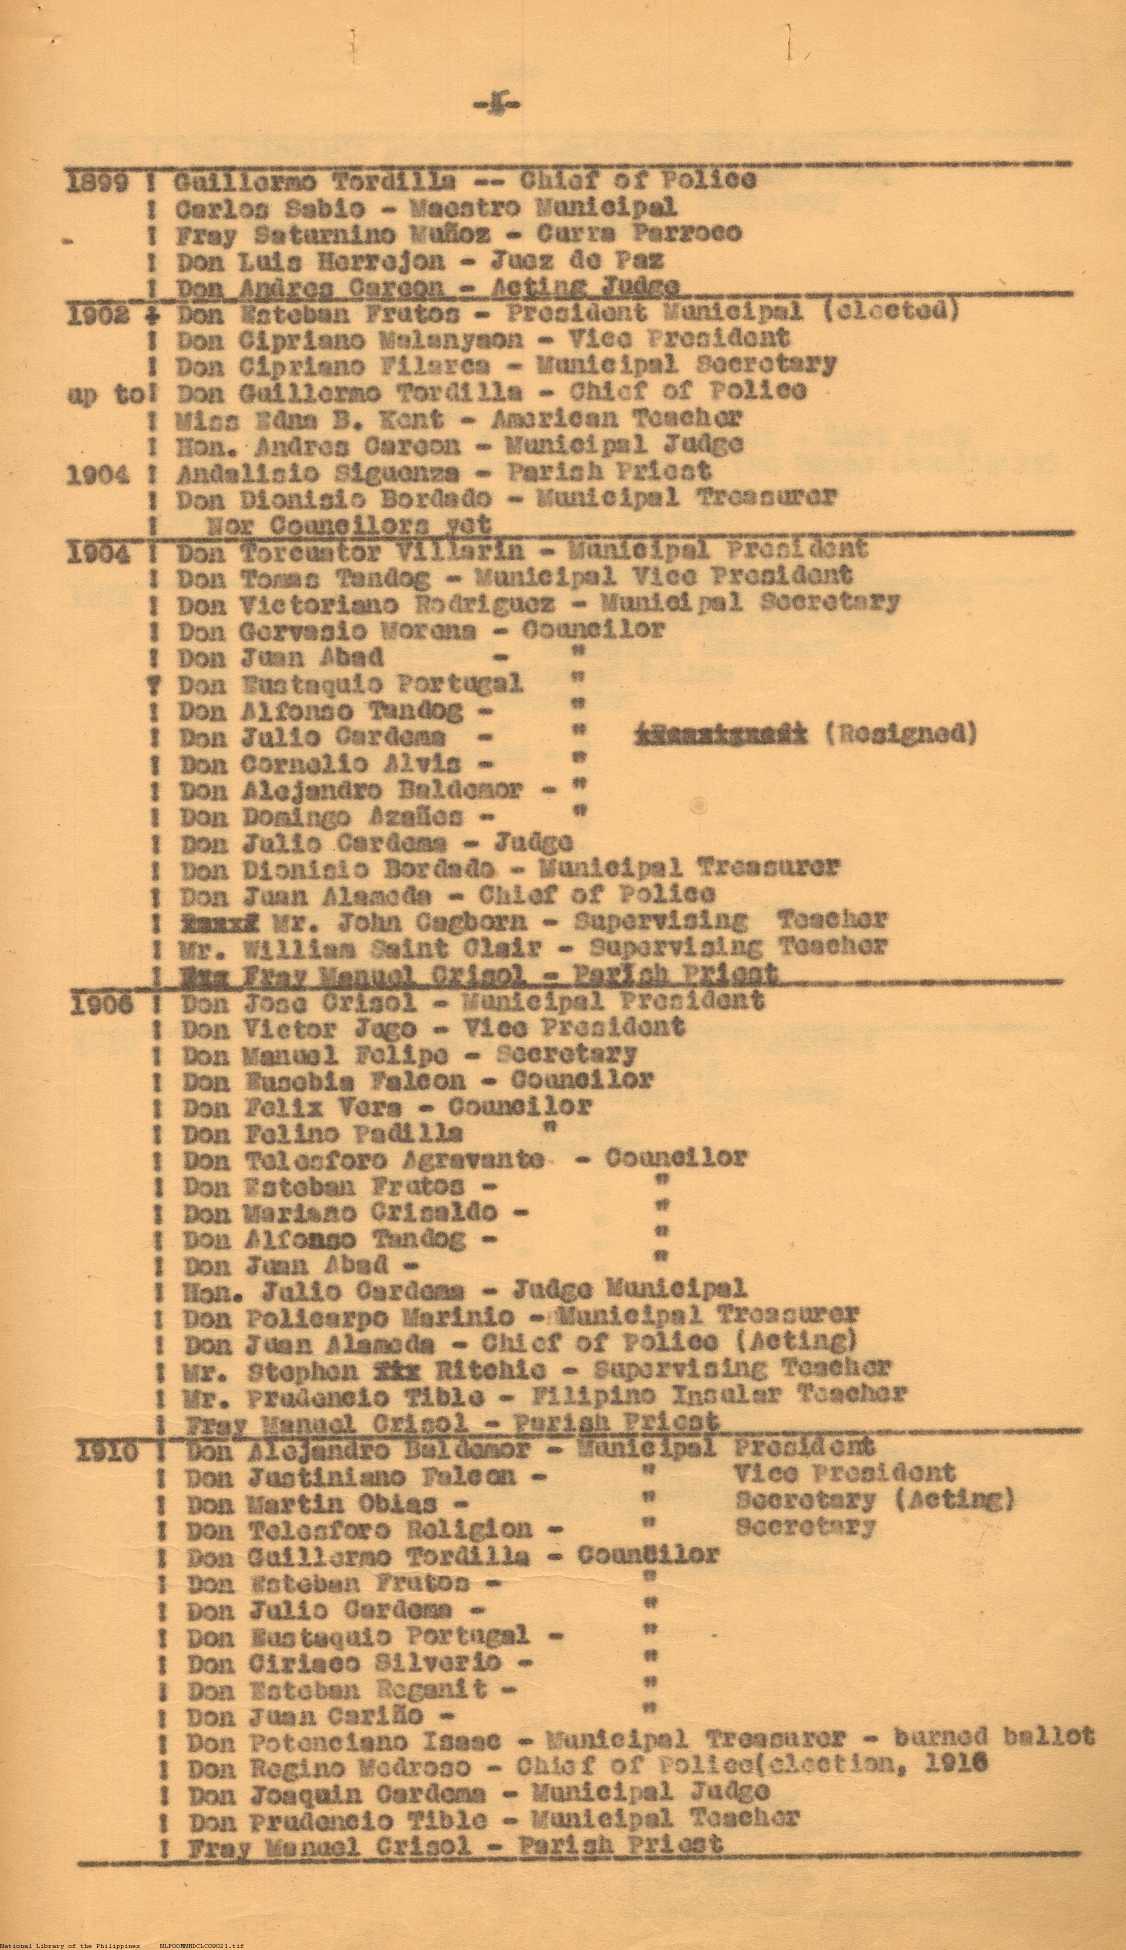 1899 ! Guillermo Tordilla -- Chief of Police
! Carlos Sabio - Maestro Municipal
! Fray Saturnino Muñoz - Curra Parroco
! Don Luis Herrejon - Juez de Paz
! Don Andres Careon - Acting Judge
1902 ! Don Esteban Frutos - President Municipal (elected)
! Don Cipriano Malanyaon - Vice President
! Don Cipriano Filarca - Municipal Secretary
up to! Don Guillermo Tordilla - Chief of Police
! Miss Edna B. Kent - American Teacher
! Hon. Andres Careon - Municipal Judge
1904 ! Andalisio Siguenza - Parish Priest
! Don Dionisio Bordado - Municipal Treasurer
! Nor Councilors yet
1904 ! Don Torcuator Villarin - Municipal President
! Don Tomas Tandog - Municipal Vice President
! Don Victoriano Rodriguez - Municipal Secretary
! Don Gervasio Morena - Councilor
! Don Juan Abad - "
! Don Eustaquio Portugal "
! Don Alfonso Tandog - "
! Don Julio Cardema - " (Resigned)
! Don Cornelio Alvis - "
! Don Alejandro Baldemor - "
! Don Domingo Azañes - "
! Don Julio Cardema - Judge
! Don Dionisio Bordado - Municipal Treasurer
! Don Juan Alameda - Chief of Police
! Mr. John Cagborn - Supervising Teacher
! Mr. William Saint Clair - Supervising Teacher
! Fray Manuel Crisol - Parish Priest
1906 ! Don Jose Crisol - Municipal President
! Don Victor Jago - Vice President
! Don Manuel Felipe - Secretary
! Don Eusebia Falcon - Councilor
! Don Felix Vera - Councilor
! Don Felino Padilla "
! Don Telesforo Agravante - Councilor
! Don Esteban Frutos - "
! Don Mariano Crisaldo - "
! Don Alfonso Tandog - "
! Don Juan Abad - "
! Hon. Julio Cardema - Judge Municipal
! Don Policarpo Marinio - Municipal Treasurer
! Don Juan Alameda - Chief of Police (Acting)
! Mr. Stephen Ritchie - Supervising Teacher
! Mr. Prudencio Tible - Filipino Insular Teacher
! Fray Manuel Crisol - Parish Priest
1910 ! Don Alejandro Baldemor - Municipal President
! Don Justiniano Falcon - " Vice President
! Don Martin Obias - " Secretary (Acting)
! Don Telesforo Religion - " Secretary
! Don Guillermo Tordilla - Councilor
! Don Esteban Frutos - "
! Don Julio Cardema - "
! Don Eustaquio Portugal - "
! Don Ciriaco Silverio - "
! Don Esteban Reganit - "
! Don Juan Cariño - "
! Don Potenciano Isaac - Municipal Treasurer - burned ballot
! Don Regino Medroso - Chief of Police(election, 1916
! Don Joaquin Cardema - Municipal Judge
! Don Prudencio Tible - Municipal Teacher
! Fray Manuel Crisol - Parish Priest
National Library of the Philippines